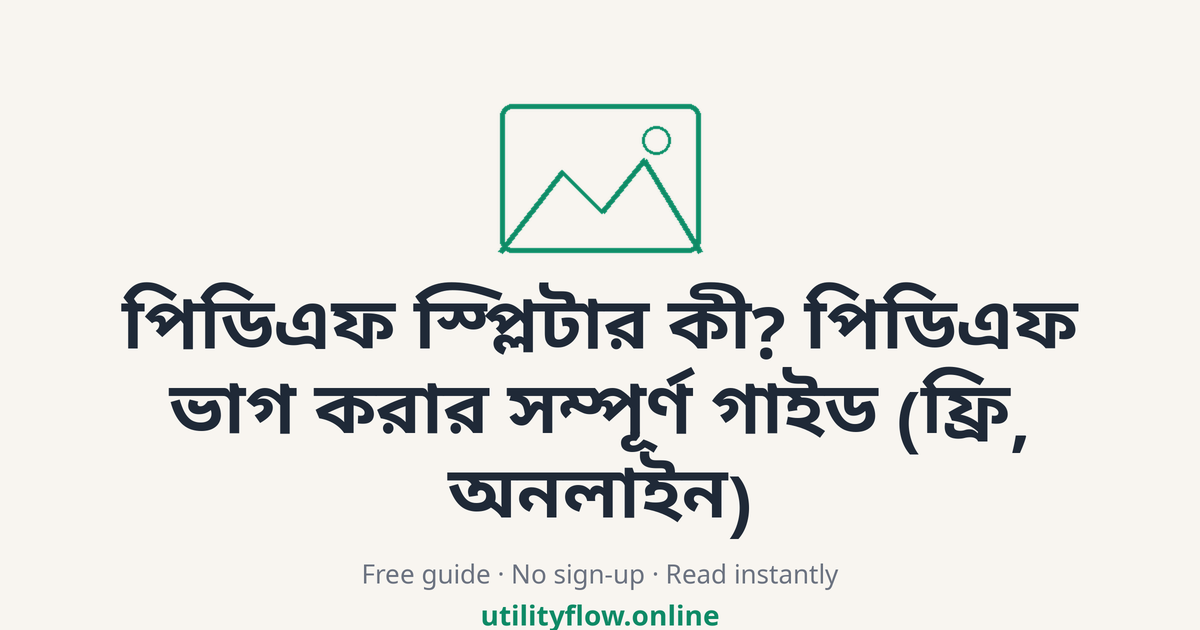 পিডিএফ স্প্লিটার কী? পিডিএফ
ভাগ করার সম্পূর্ণ গাইড (ফ্রি,
অনলাইন)
Free guide · No sign-up · Read instantly
utilityflow.online